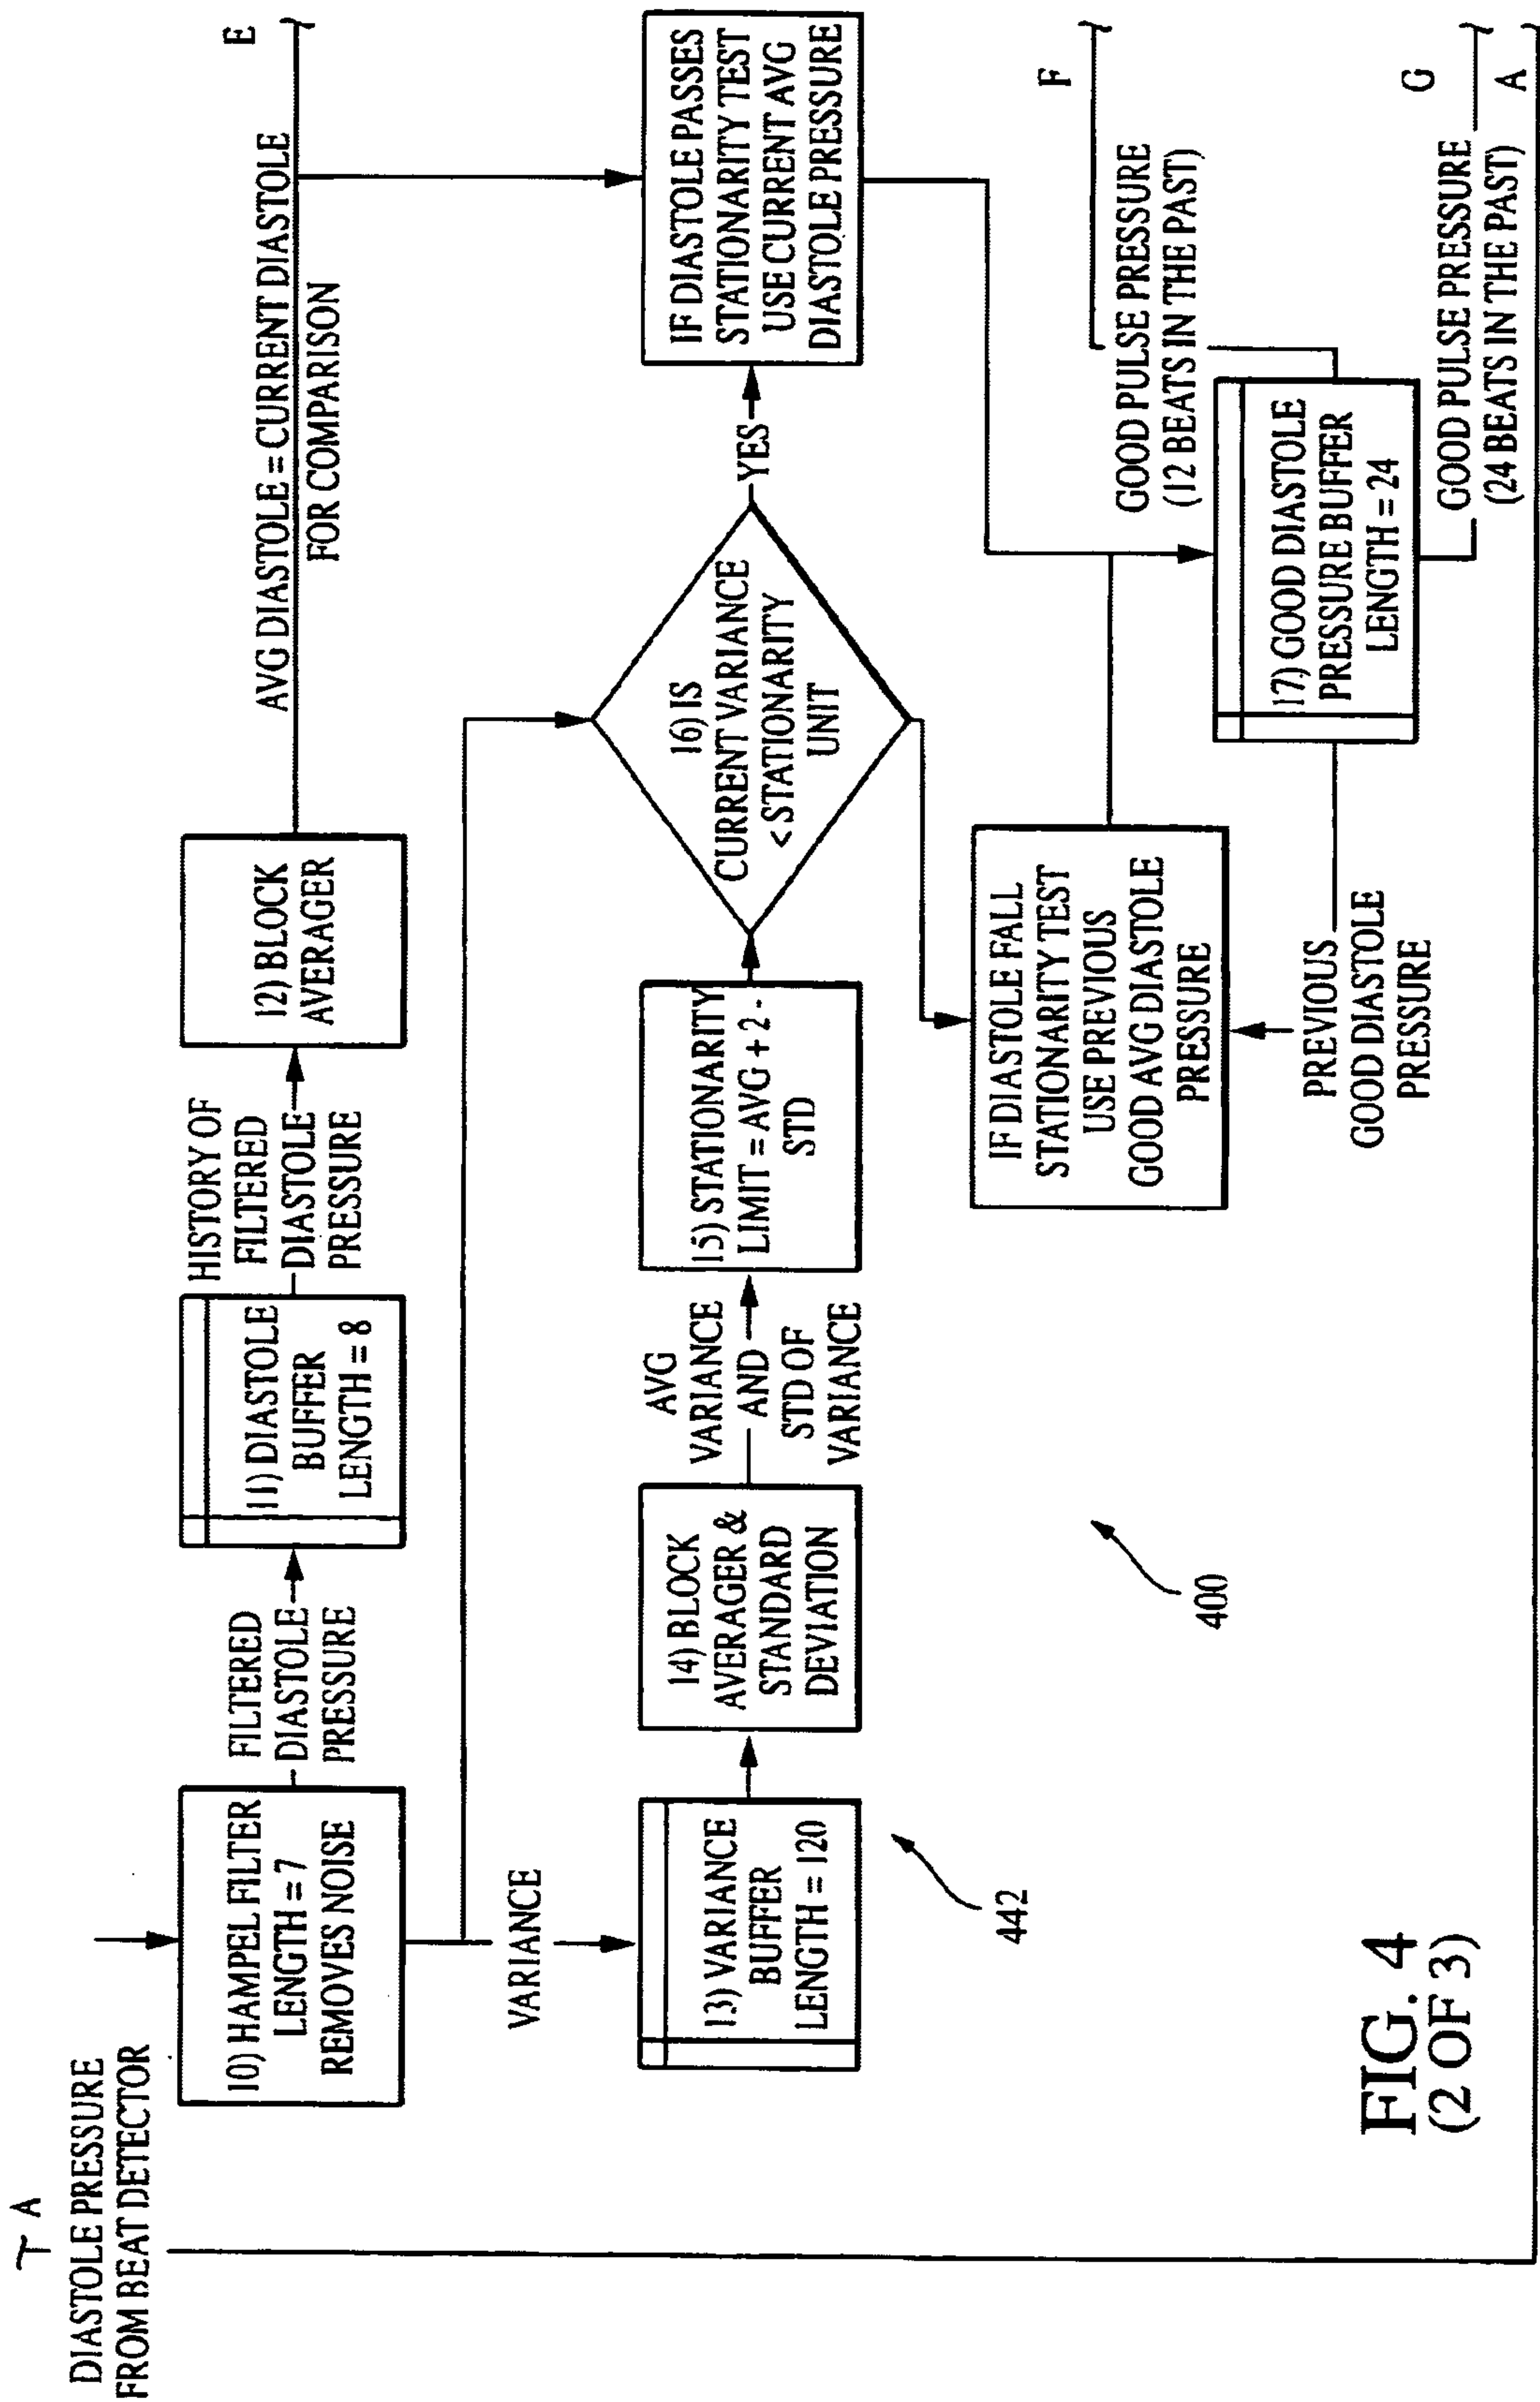 T A
DIASTOLE PRESSURE
FROM BEAT DETECTOR
10) HAMPEL FILTER
LENGTH = 7
REMOVES NOISE
FILTERED
DIASTOLE
PRESSURE
11) DIASTOLE
BUFFER
LENGTH = 8
HISTORY OF
FILTERED
DIASTOLE
PRESSURE
12) BLOCK
AVERAGER
AVG DIASTOLE = CURRENT DIASTOLE
FOR COMPARISON
E
VARIANCE
13) VARIANCE
BUFFER
LENGTH = 120
14) BLOCK
AVERAGER &
STANDARD
DEVIATION
AVG
VARIANCE
AND
STD OF
VARIANCE
15) STATIONARITY
LIMIT = AVG + 2 -
STD
16) IS
CURRENT VARIANCE
< STATIONARITY
UNIT
YES
IF DIASTOLE PASSES
STATIONARITY TEST
USE CURRENT AVG
DIASTOLE PRESSURE
IF DIASTOLE FALL
STATIONARITY TEST
USE PREVIOUS
GOOD AVG DIASTOLE
PRESSURE
PREVIOUS
GOOD DIASTOLE
PRESSURE
17) GOOD DIASTOLE
PRESSURE BUFFER
LENGTH = 24
GOOD PULSE PRESSURE
(12 BEATS IN THE PAST)
F
GOOD PULSE PRESSURE
(24 BEATS IN THE PAST)
G
A
442
400
FIG. 4
(2 OF 3)